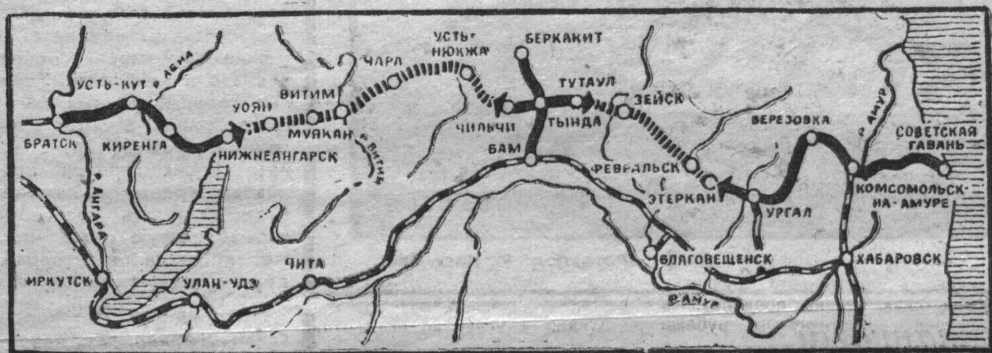 БЕРКАКИТ
УСТЬ-
НЮКЖА
ЧАРА
УСТЬ-КУТ
р. ЛЕНА
УОЯН
ВИТИМ
ТУТАУЛ
ЗЕЙСК
БРАТСК
КИРЕНГА
МУЯКАН
НИЖНЕАНГАРСК
ЧИЛЬЧИ
ТЫНДА
БЕРЕЗОВКА
р. АМУР
СОВЕТСКАЯ
ГАВАНЬ
р. ВИТИМ
БАМ
ФЕВРАЛЬСК
ЭТЕРКАН
УРГАЛ
КОМСОМОЛЬСК-
НА-АМУРЕ
р. АНГАРА
ИРКУТСК
УЛАН-УДЭ
ЧИТА
БЛАГОВЕЩЕНСК
ХАБАРОВСК
р. АМУР